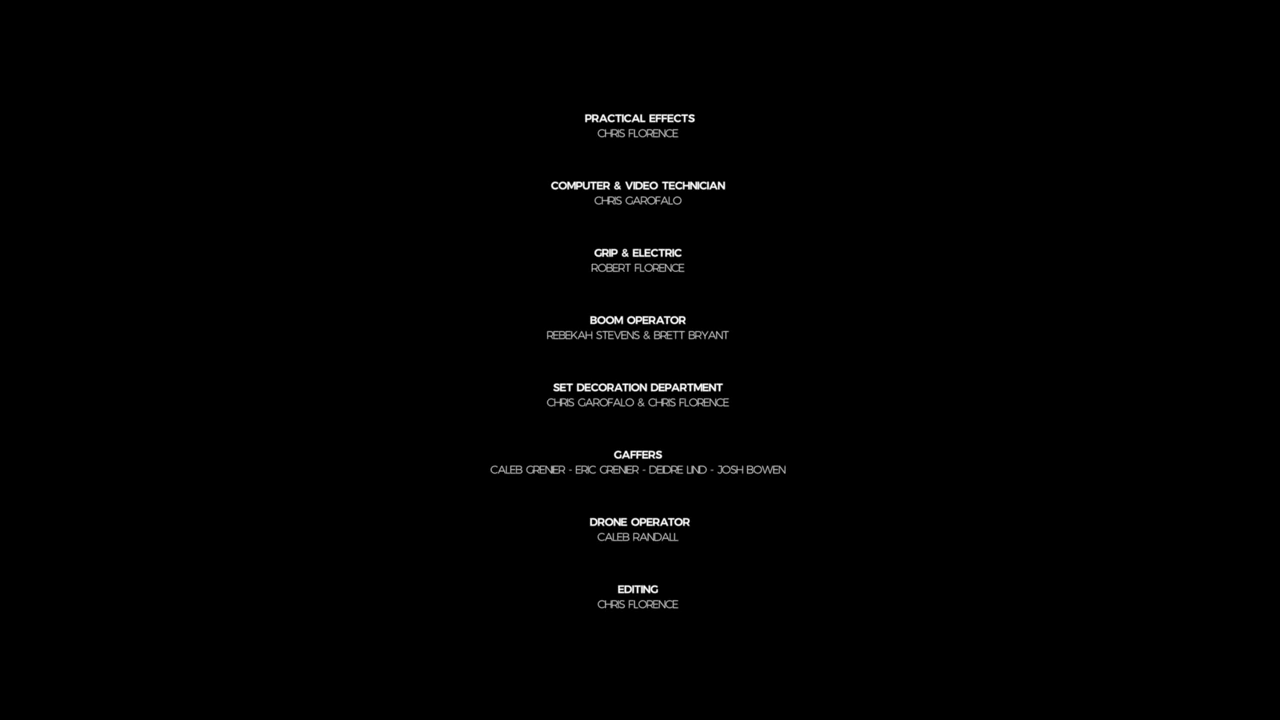 PRACTICAL EFFECTS
CHRIS FLORENCE
COMPUTER & VIDEO TECHNICIAN
CHRIS GAROFALO
GRIP & ELECTRIC
ROBERT FLORENCE
BOOM OPERATOR
REBEKAH STEVENS & BRETT BRYANT
SET DECORATION DEPARTMENT
CHRIS GAROFALO & CHRIS FLORENCE
GAFFERS
CALEB GRENIER - ERIC GRENIER - DEIDRE LIND - JOSH BOWEN
DRONE OPERATOR
CALEB RANDALL
EDITING
CHRIS FLORENCE